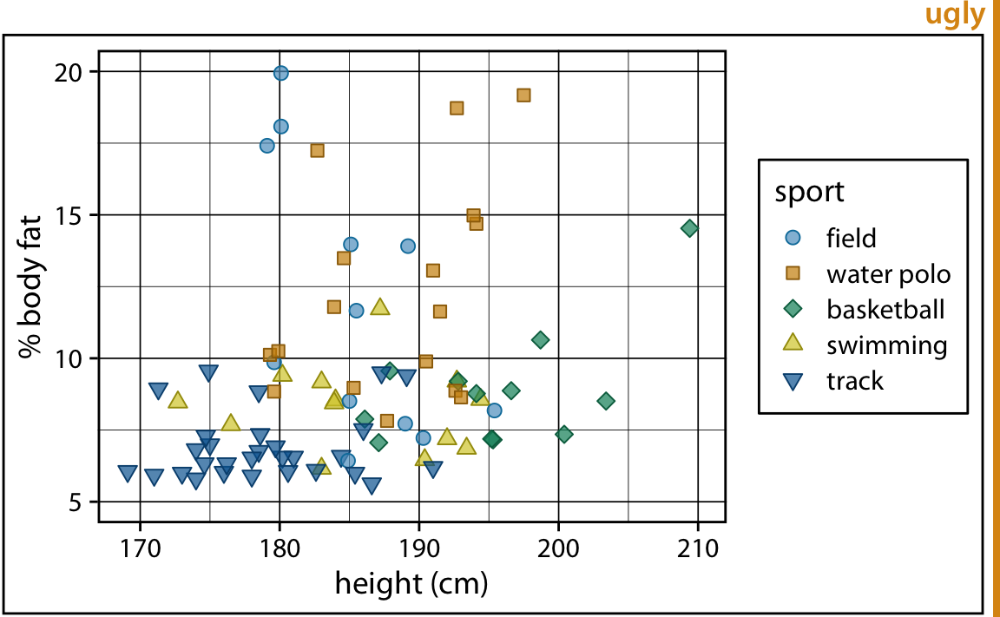 ugly
20
15
10
5
% body fat
170 180 190 200 210
height (cm)
sport
field
water polo
basketball
swimming
track